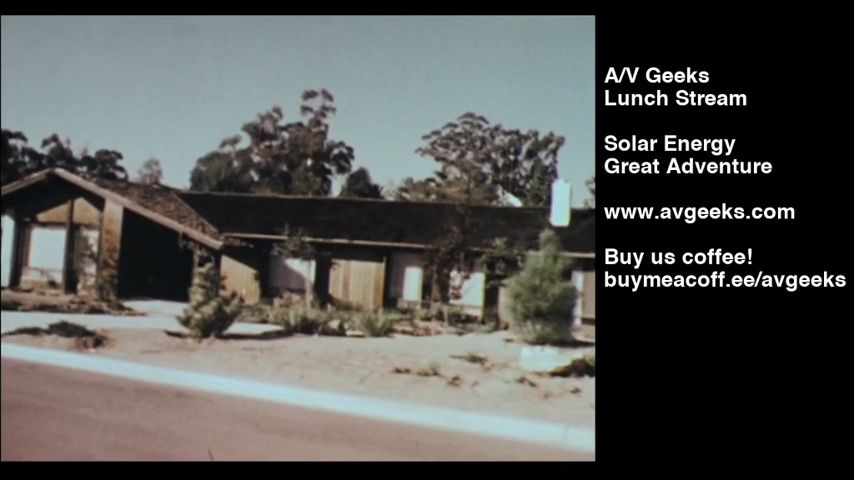 A/V Geeks
Lunch Stream
Solar Energy
Great Adventure
www.avgeeks.com
Buy us coffee!
buymeacoff.ee/avgeeks